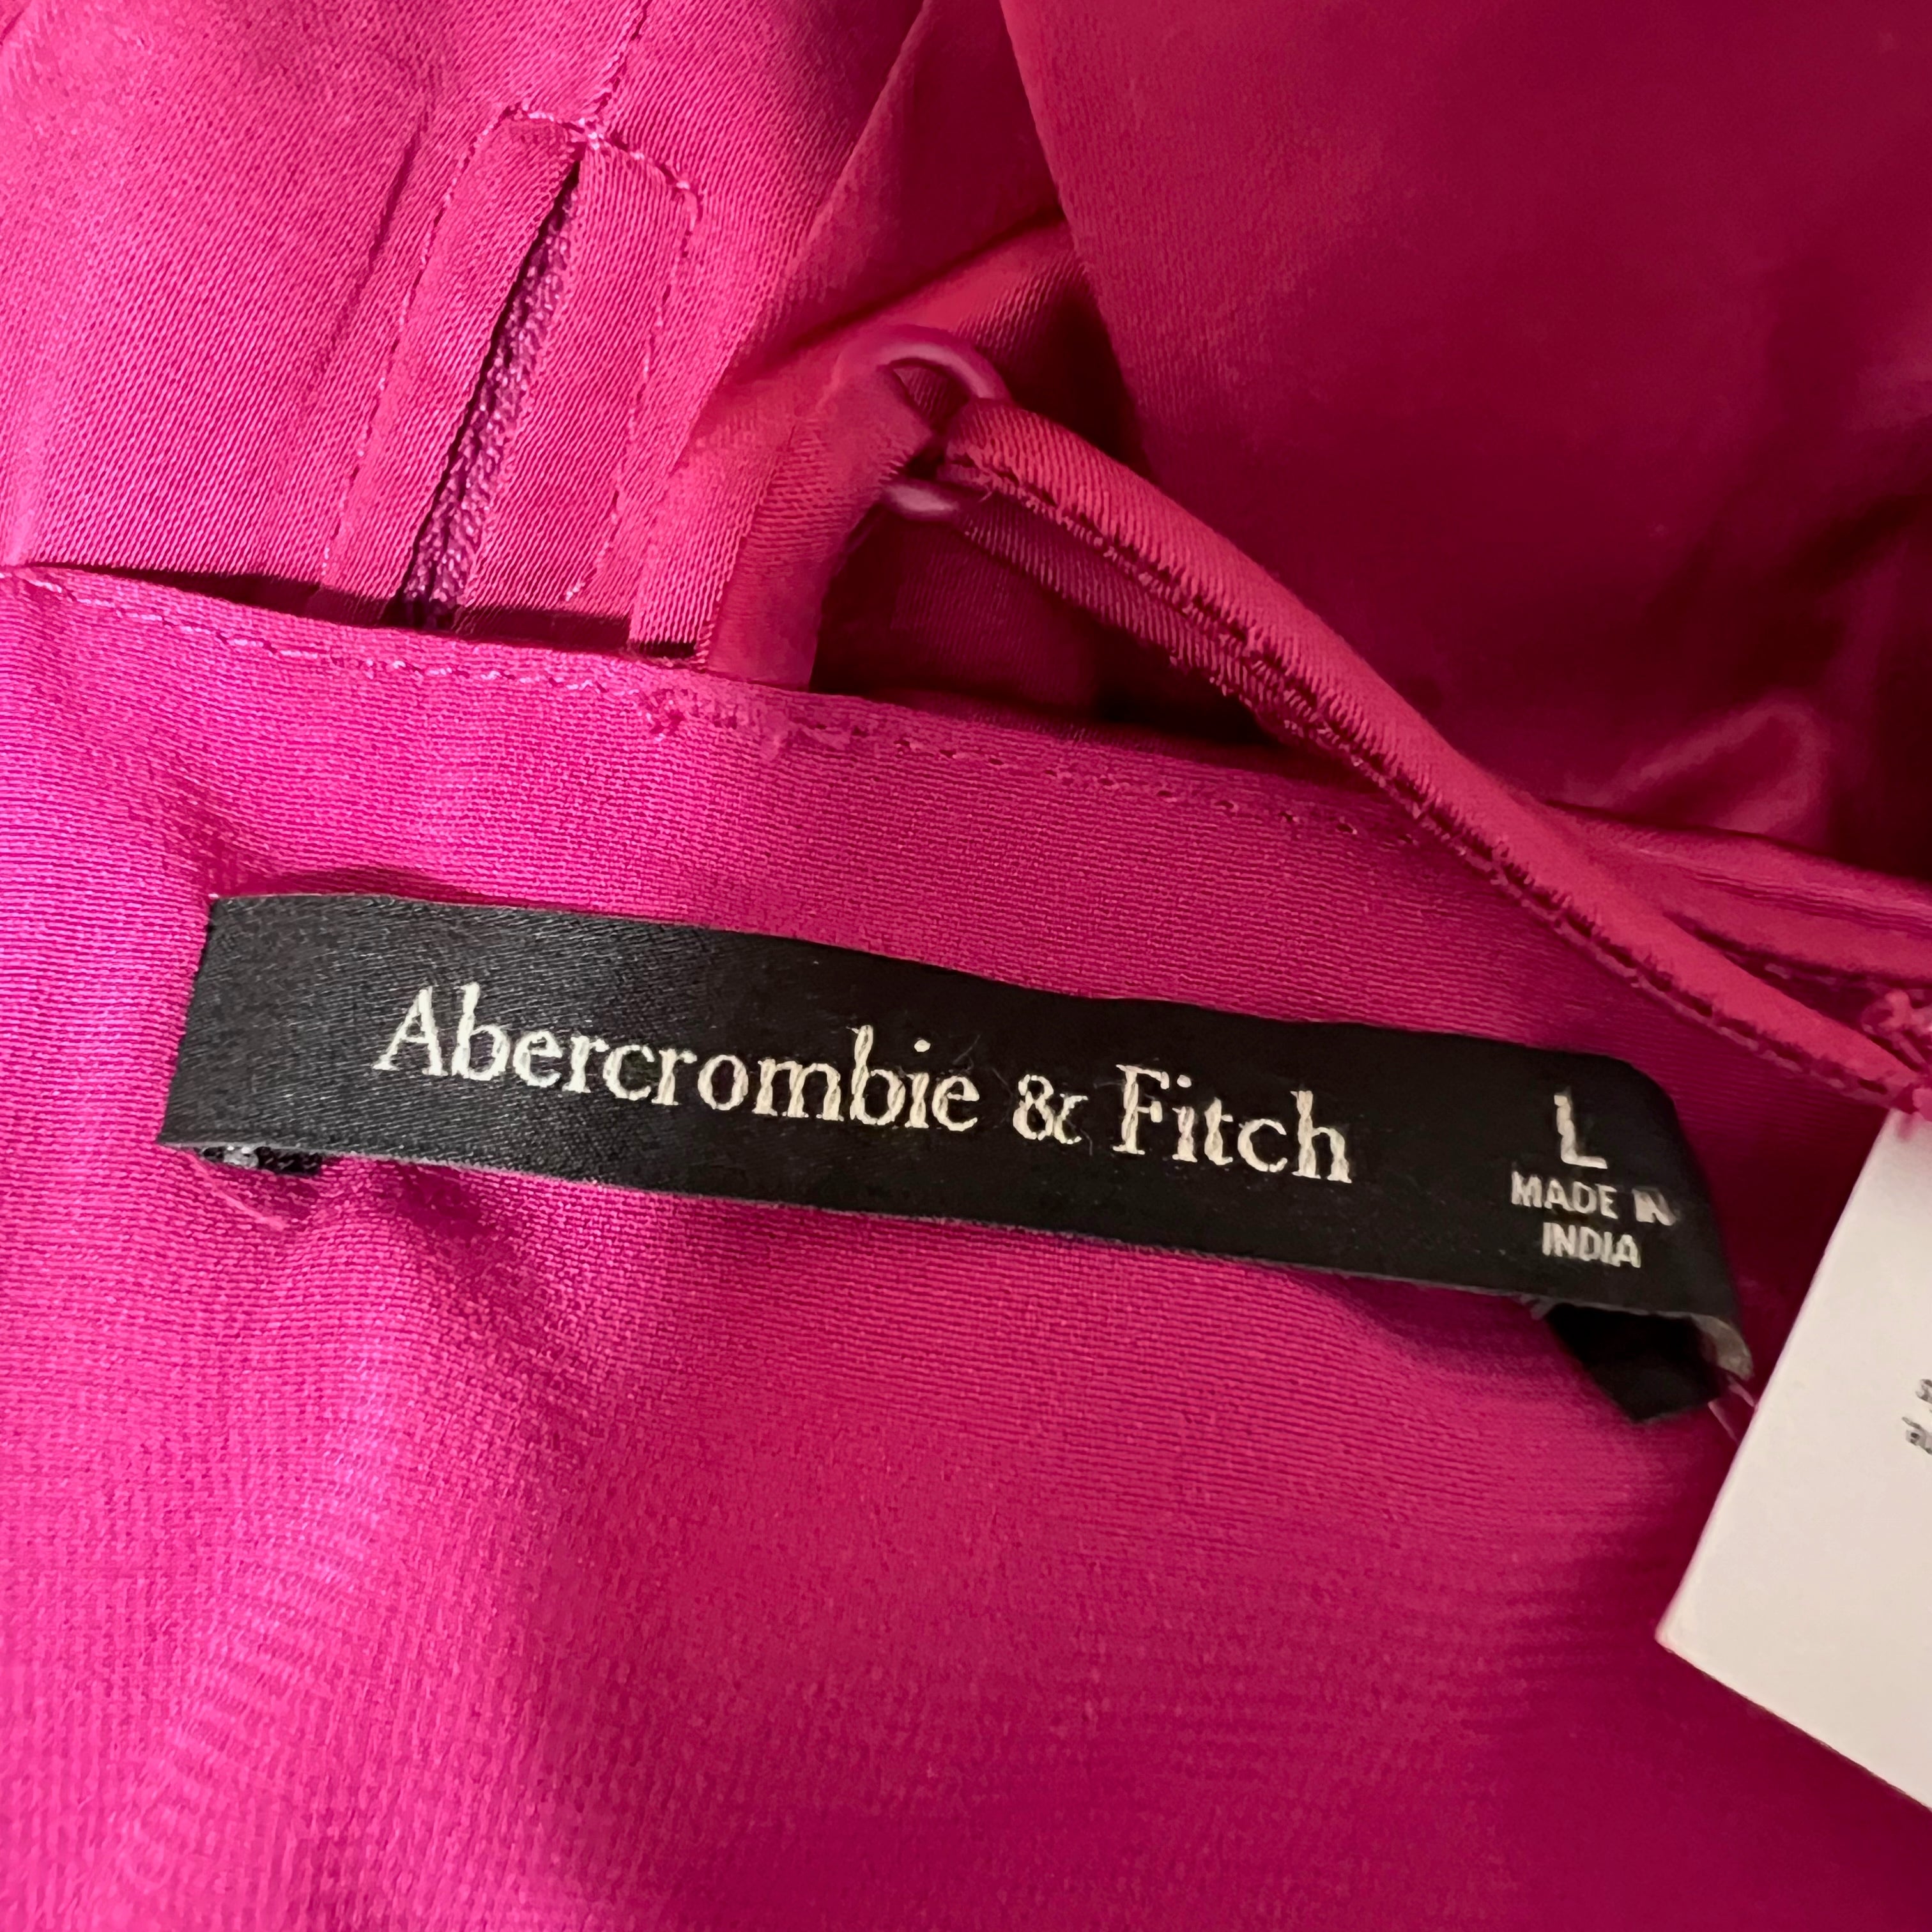 Abercrombie & Fitch
L
MADE IN
INDIA